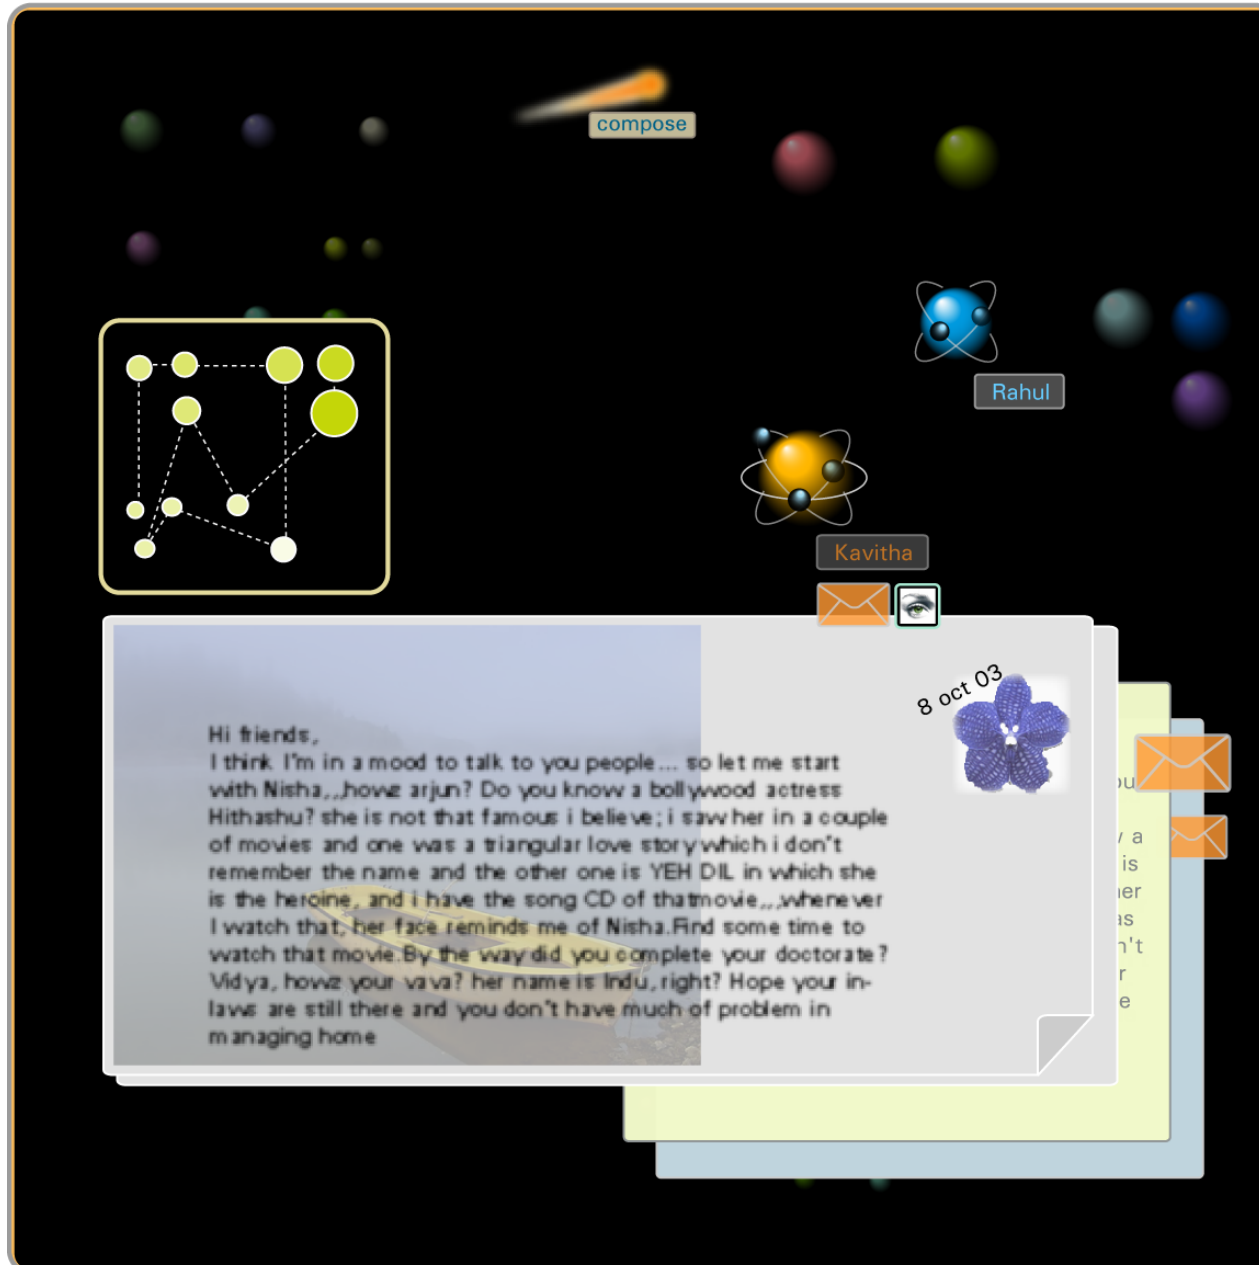 compose
Rahul
Kavitha
8 oct 03
Hi friends,
I think I'm in a mood to talk to you people... so let me start
with Nisha,,,howz arjun? Do you know a bollywood actress
Hithashu? she is not that famous i believe; i saw her in a couple
of movies and one was a triangular love story which i don't
remember the name and the other one is YEH DIL in which she
is the heroine, and i have the song CD of thatmovie,,,whenever
I watch that, her face reminds me of Nisha.Find some time to
watch that movie.By the way did you complete your doctorate?
Vidya, howz your vava? her name is Indu, right? Hope your in-
laws are still there and you don't have much of problem in
managing home
a
is